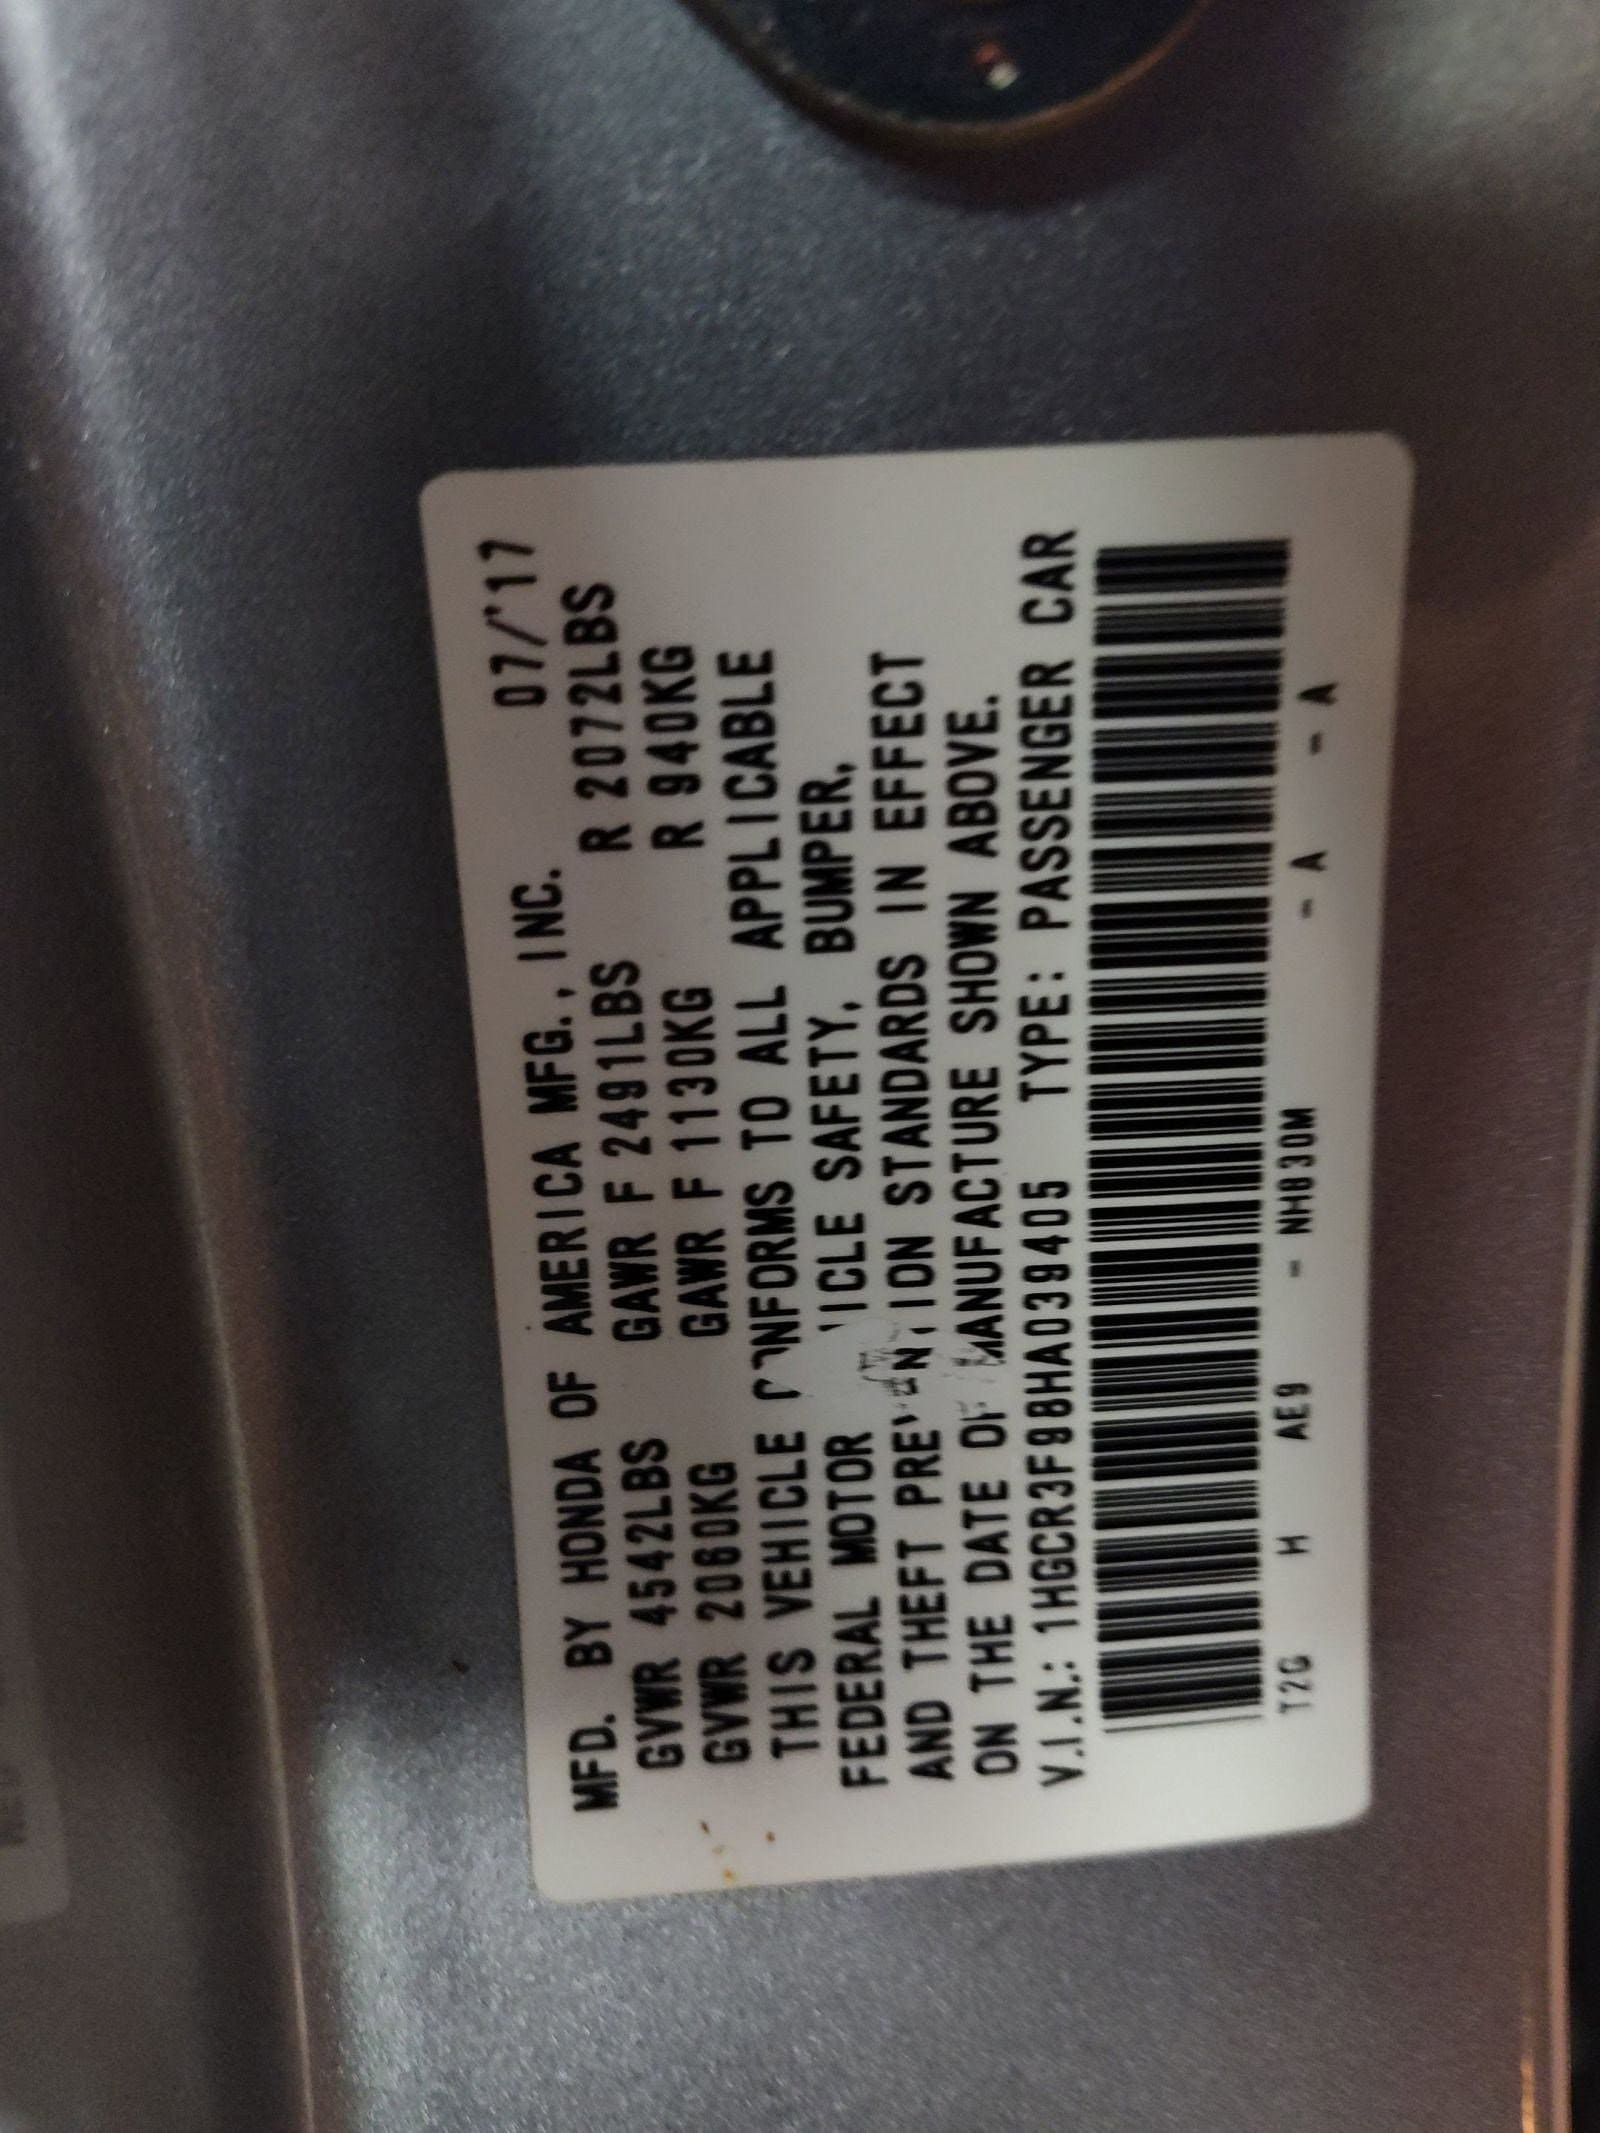 MFD. BY HONDA OF AMERICA MFG., INC. 07/'17
GVWR 4542LBS GAWR F 2491LBS R 2072LBS
GVWR 2060KG GAWR F 1130KG R 940KG
THIS VEHICLE CONFORMS TO ALL APPLICABLE
FEDERAL MOTOR SAFETY, BUMPER,
AND THEFT STANDARDS IN EFFECT
ON THE DATE OF MANUFACTURE SHOWN ABOVE.
V.I.N.: 1HGCR3F98HA039405 TYPE: PASSENGER CAR
T2G H AE9 - NH830M - A - A